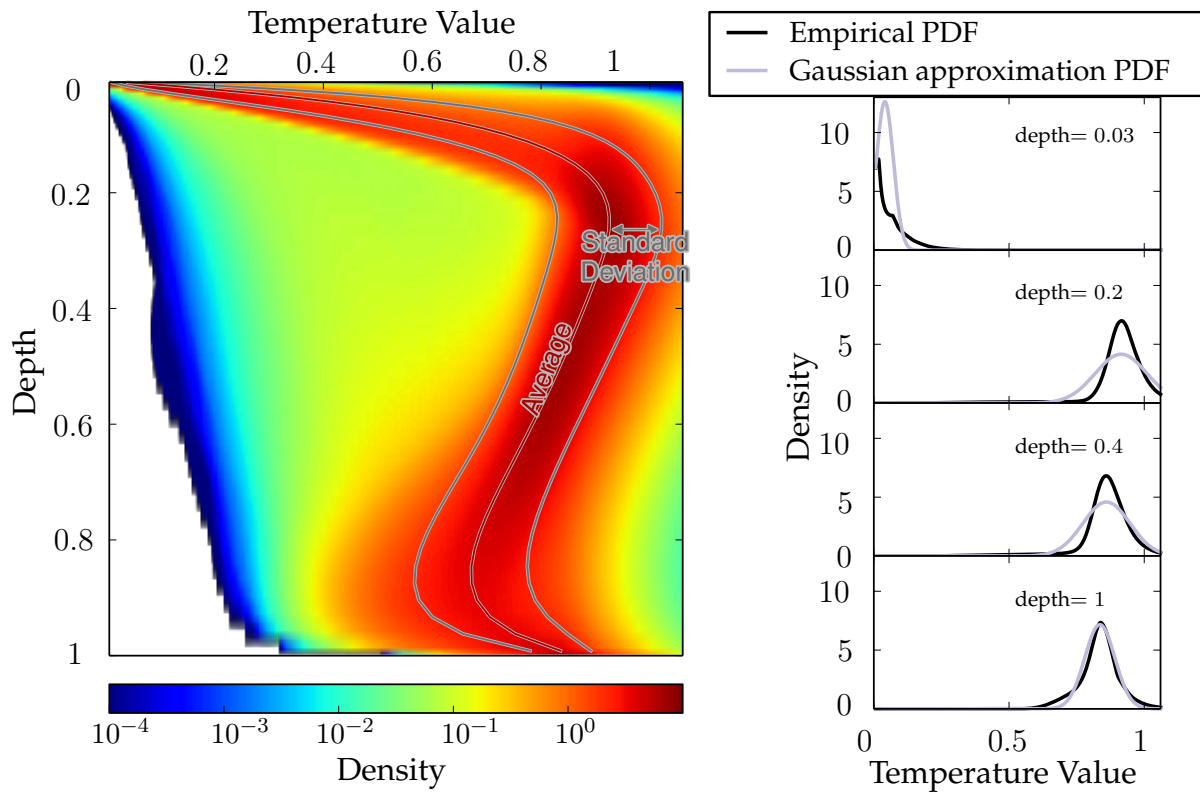 Temperature Value
0.2 0.4 0.6 0.8 1
0
0.2
0.4
0.6
0.8
1
Depth
Standard
Deviation
Average
10⁻⁴ 10⁻³ 10⁻² 10⁻¹ 10⁰
Density
Empirical PDF
Gaussian approximation PDF
10
5
0
depth= 0.03
10
5
0
depth= 0.2
10
5
0
depth= 0.4
10
5
0
depth= 1
Density
0 0.5 1
Temperature Value